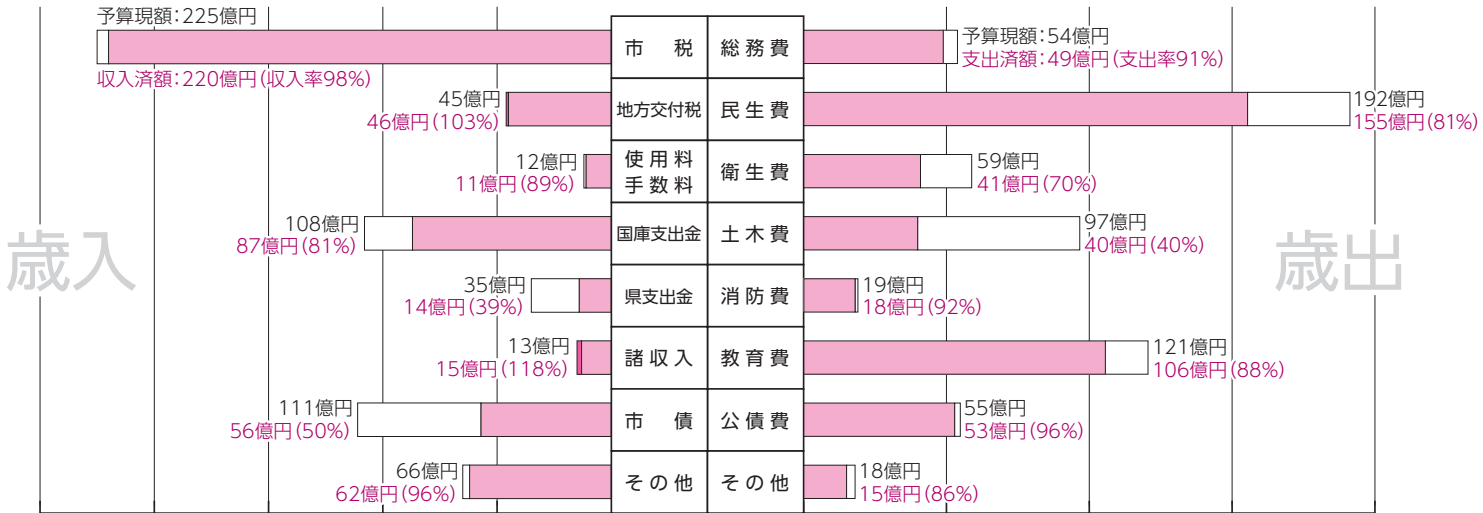 歳入
歳出
予算現額：225億円
収入済額：220億円（収入率98%）
市税
総務費
予算現額：54億円
支出済額：49億円（支出率91%）
45億円
46億円（103%）
地方交付税
民生費
192億円
155億円（81%）
12億円
11億円（89%）
使用料
手数料
衛生費
59億円
41億円（70%）
108億円
87億円（81%）
国庫支出金
土木費
97億円
40億円（40%）
35億円
14億円（39%）
県支出金
消防費
19億円
18億円（92%）
13億円
15億円（118%）
諸収入
教育費
121億円
106億円（88%）
111億円
56億円（50%）
市債
公債費
55億円
53億円（96%）
66億円
62億円（96%）
その他
その他
18億円
15億円（86%）